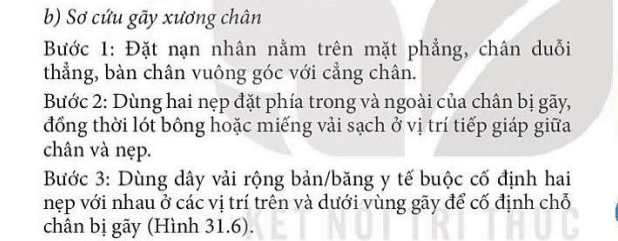 b) Sơ cứu gãy xương chân
Bước 1: Đặt nạn nhân nằm trên mặt phẳng, chân duỗi
thẳng, bàn chân vuông góc với cẳng chân.
Bước 2: Dùng hai nẹp đặt phía trong và ngoài của chân bị gãy,
đồng thời lót bông hoặc miếng vải sạch ở vị trí tiếp giáp giữa
chân và nẹp.
Bước 3: Dùng dây vải rộng bản/băng y tế buộc cố định hai
nẹp với nhau ở các vị trí trên và dưới vùng gãy để cố định chỗ
chân bị gãy (Hình 31.6).
KẾT NỐI TRI THỨC